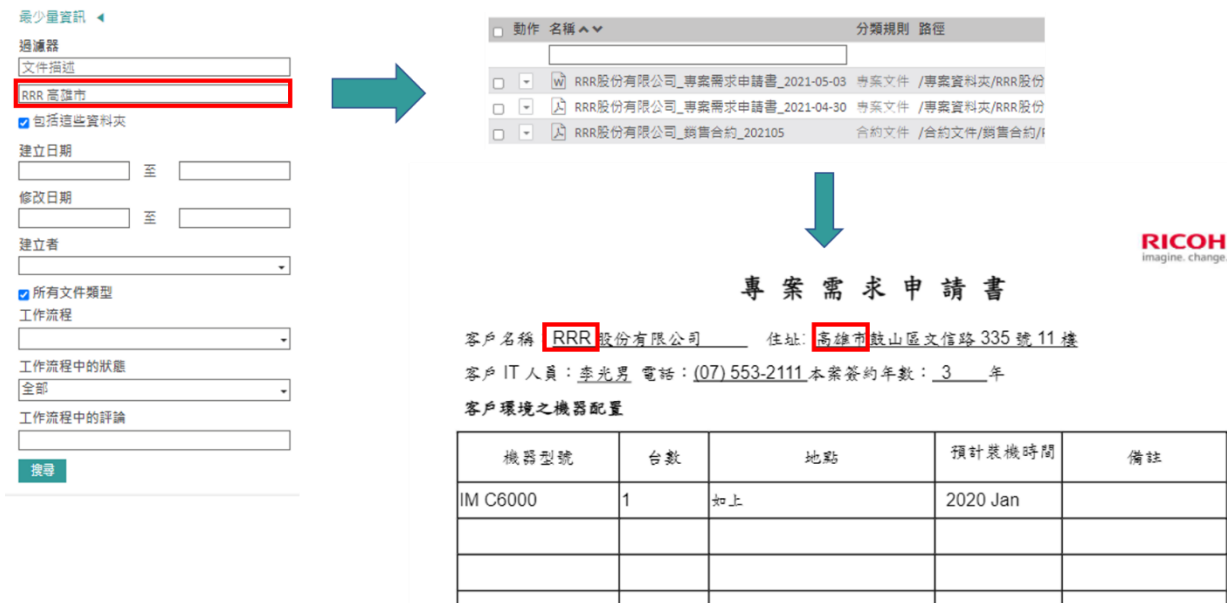 最少量資訊
過濾器
文件描述
RRR 高雄市
包括這些資料夾
建立日期
至
修改日期
至
建立者
所有文件類型
工作流程
工作流程中的狀態
全部
工作流程中的評論
搜尋
動作 名稱 分類規則 路徑
RRR股份有限公司_專案需求申請書_2021-05-03 專案文件 /專案資料夾/RRR股份
RRR股份有限公司_專案需求申請書_2021-04-30 專案文件 /專案資料夾/RRR股份
RRR股份有限公司_銷售合約_202105 合約文件 /合約文件/銷售合約/
RICOH
imagine. change.
專案需求申請書
客戶名稱 RRR 股份有限公司 住址: 高雄市鼓山區文信路 335 號 11 樓
客戶 IT 人員：李光男 電話：(07) 553-2111 本案簽約年數：3 年
客戶環境之機器配置
機器型號 台數 地點 預計裝機時間 備註
IM C6000 1 如上 2020 Jan